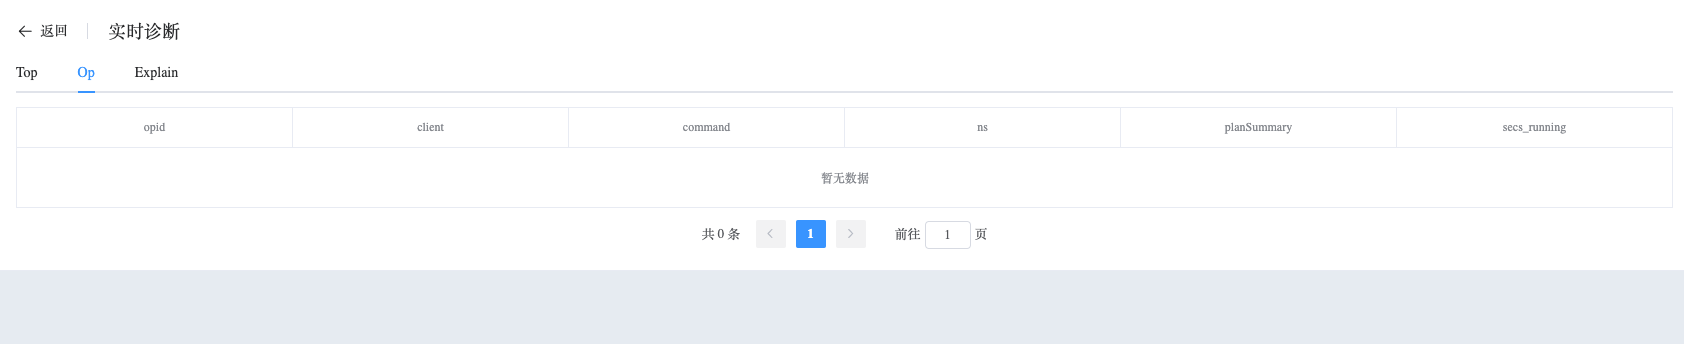 返回 实时诊断
Top Op Explain
opid client command ns planSummary secs_running
暂无数据
共 0 条 1 前往 1 页